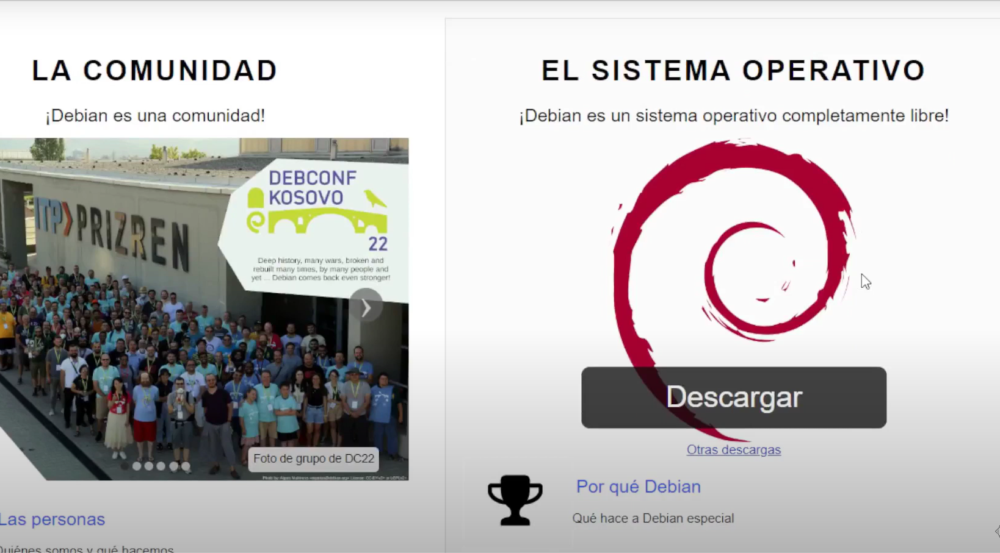 LA COMUNIDAD
¡Debian es una comunidad!
ITP PRIZREN
DEBCONF
KOSOVO
22
Deep history, many wars, broken and
rebuilt many times, by many people and
yet ... Debian comes back even stronger!
Foto de grupo de DC22
Las personas
Quiénes somos y qué hacemos
EL SISTEMA OPERATIVO
¡Debian es un sistema operativo completamente libre!
Descargar
Otras descargas
Por qué Debian
Qué hace a Debian especial